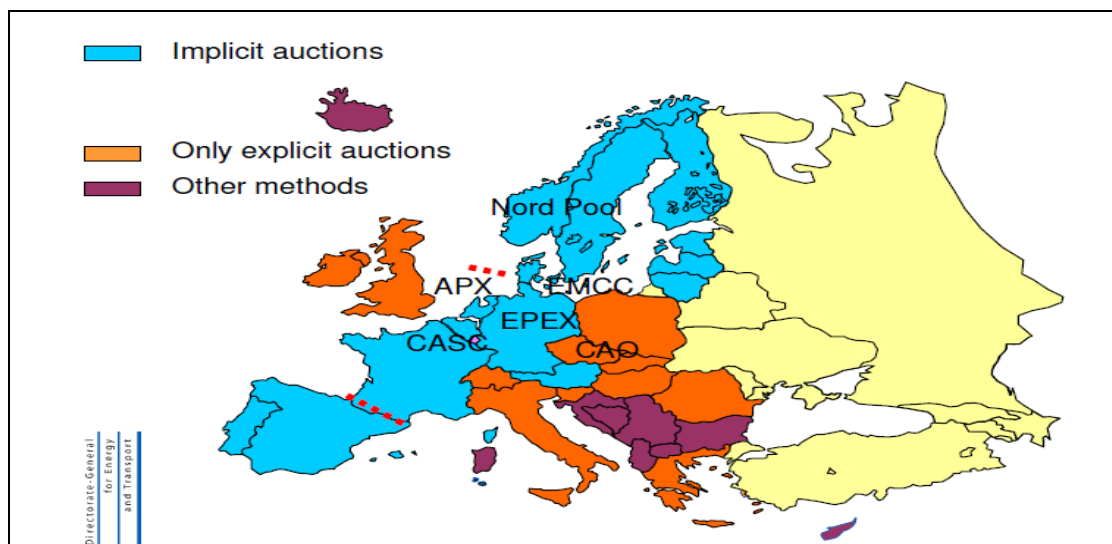 Implicit auctions
Only explicit auctions
Other methods
Nord Pool
APX
EMCC
EPEX
CASC
CAO
Directorate-General
for Energy
and Transport